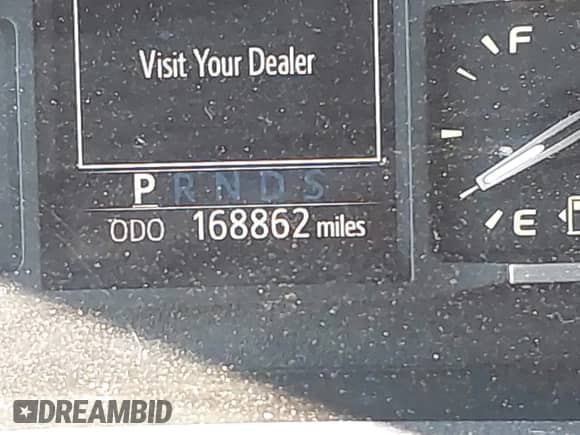 Visit Your Dealer
F
P R N D S
ODO 168862 miles
E
DREAMBID